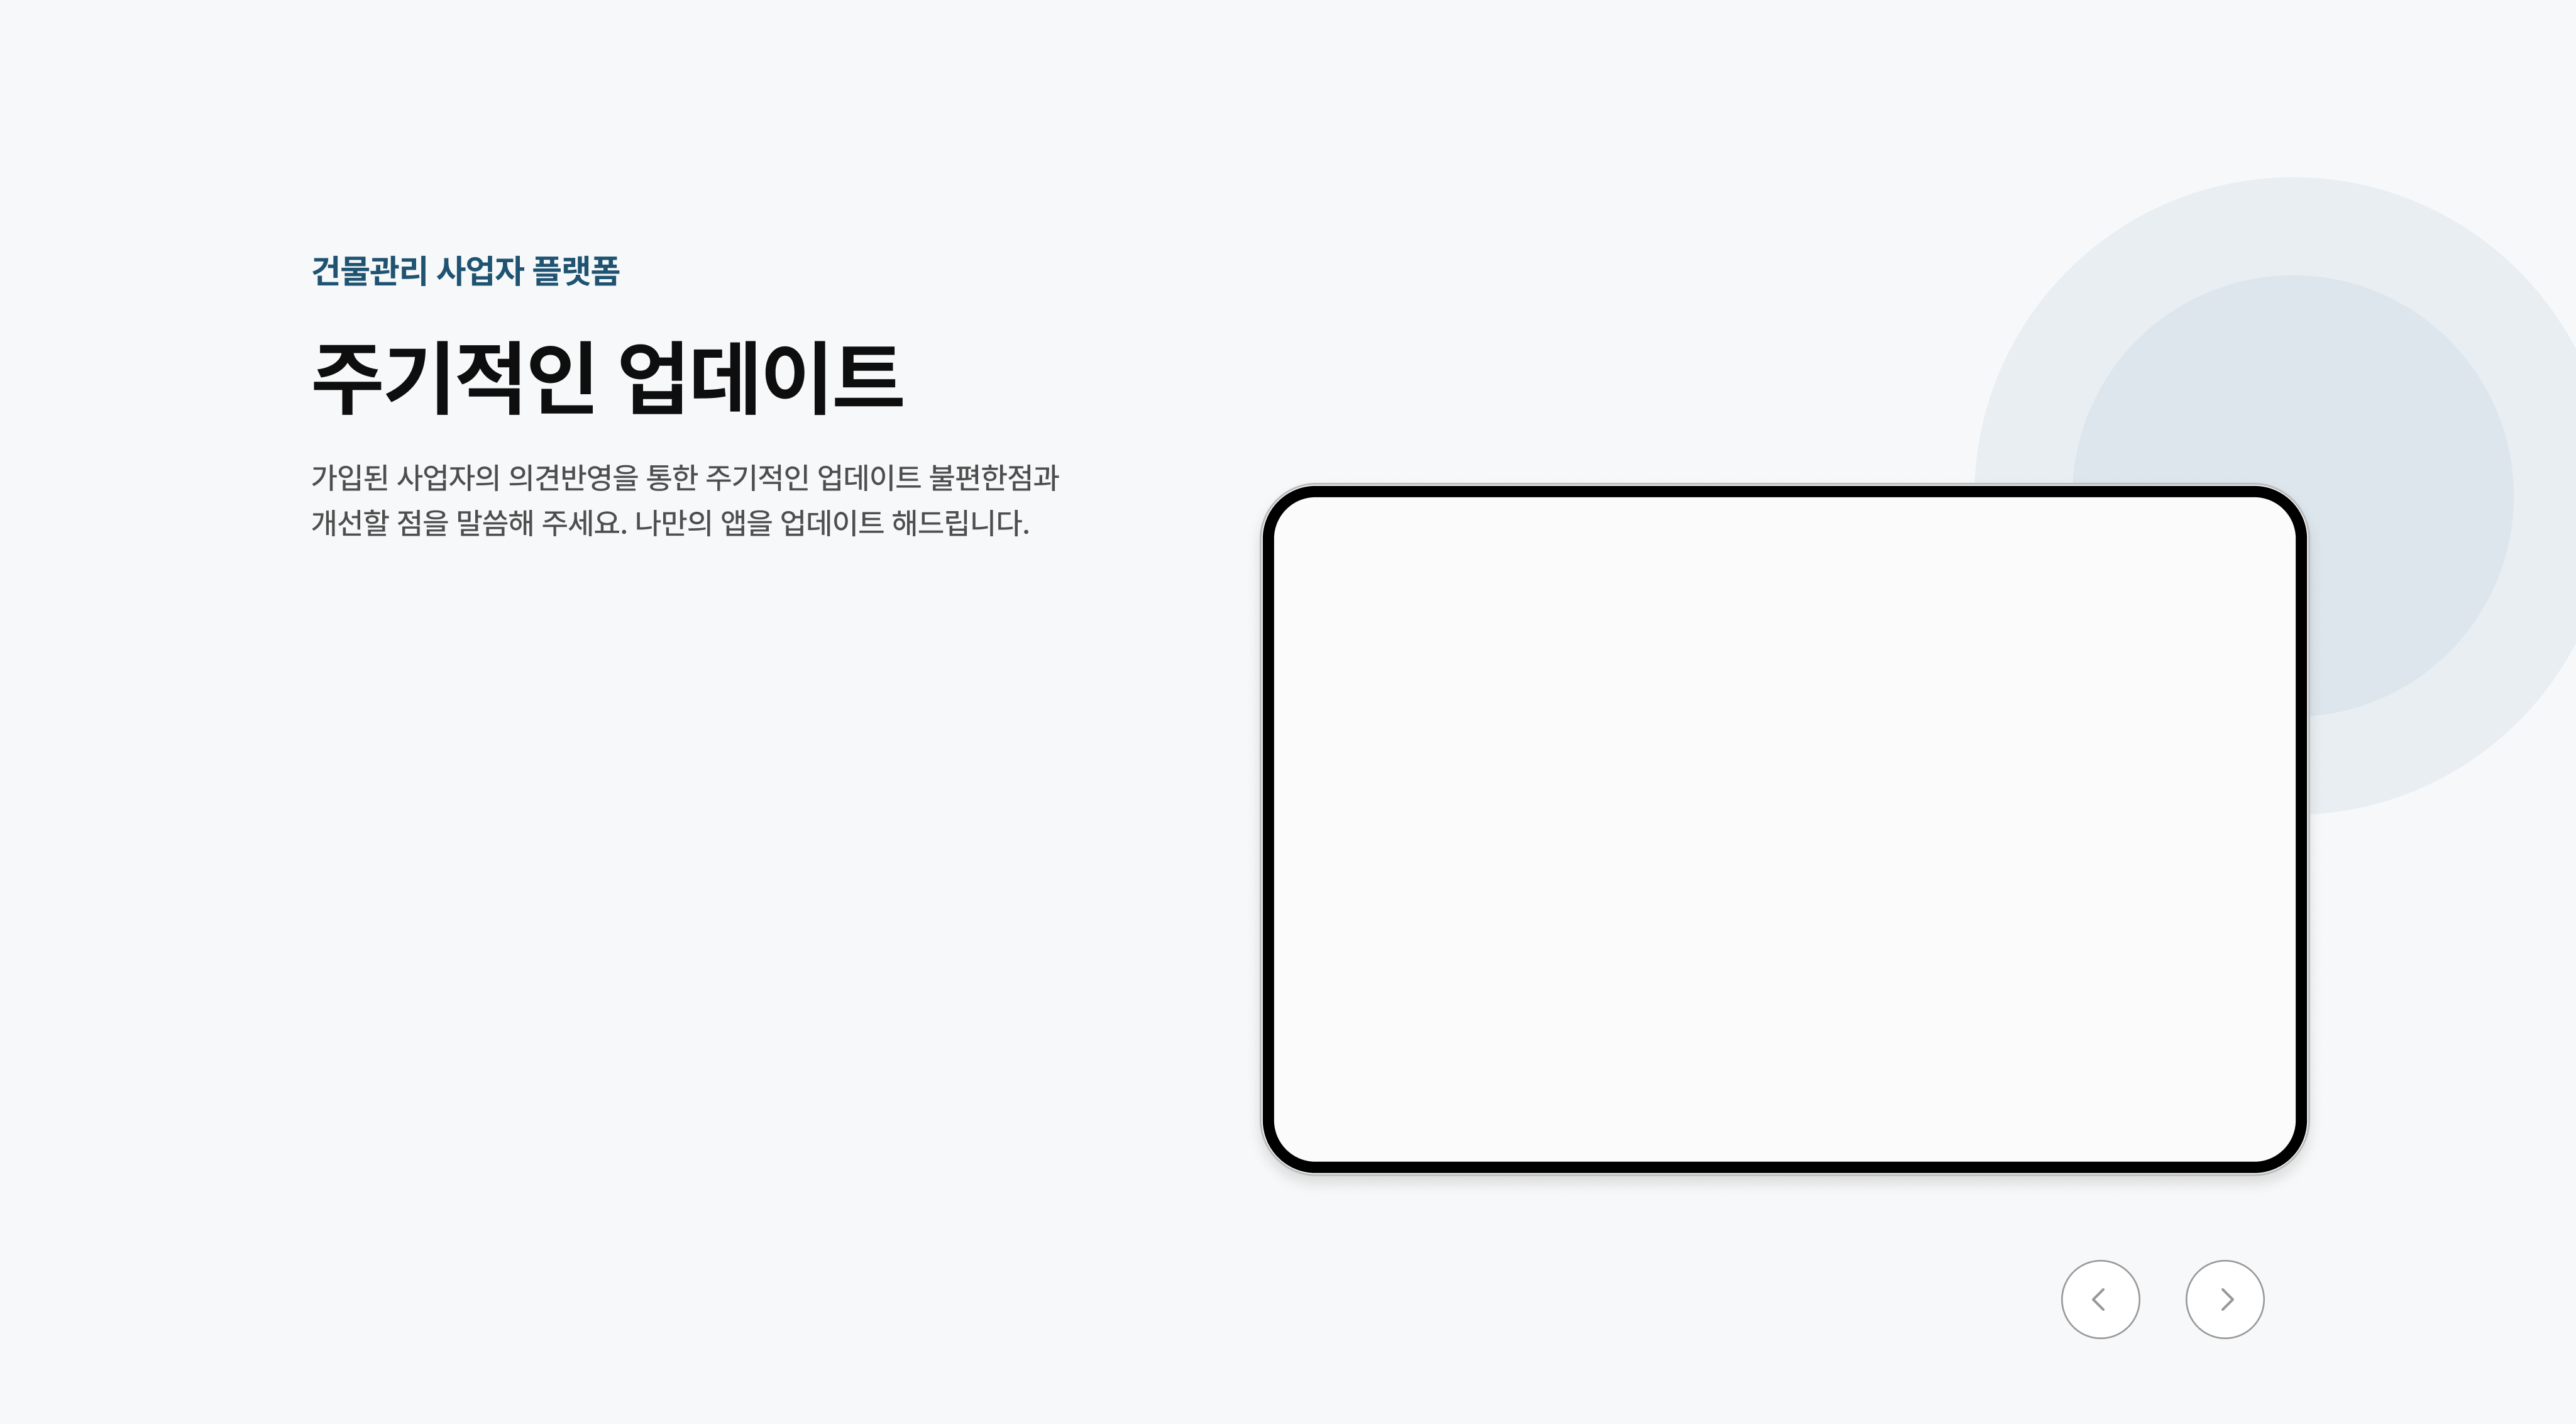 건물관리 사업자 플랫폼
주기적인 업데이트
가입된 사업자의 의견반영을 통한 주기적인 업데이트 불편한점과
개선할 점을 말씀해 주세요. 나만의 앱을 업데이트 해드립니다.